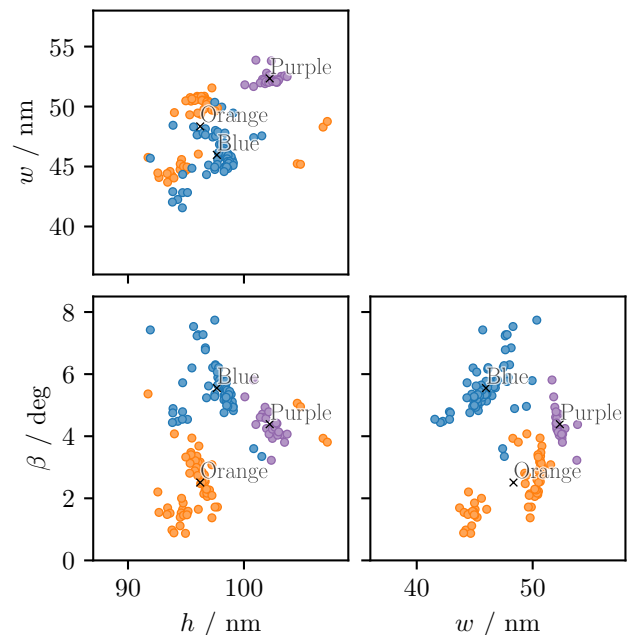 55
50
45
40
w / nm
Purple
Orange
Blue
8
6
4
2
0
β / deg
Blue
Purple
Orange
90
100
h / nm
Purple
Orange
Blue
40
50
w / nm